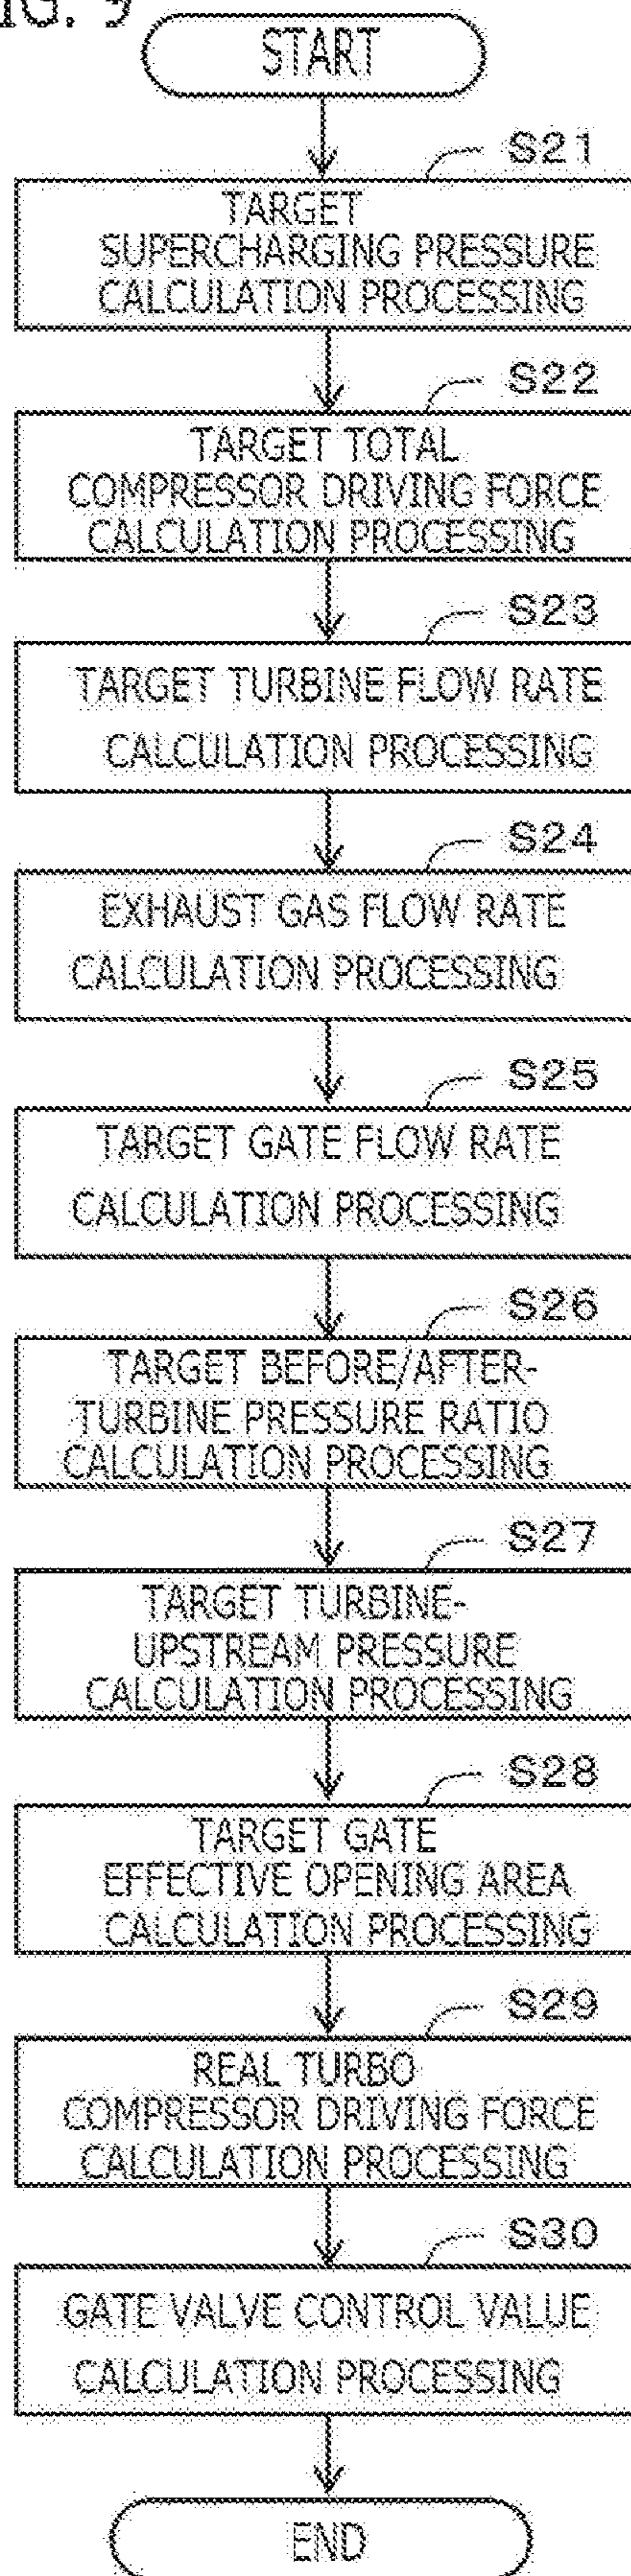 IG. 9
START
S21
TARGET
SUPERCHARGING PRESSURE
CALCULATION PROCESSING
S22
TARGET TOTAL
COMPRESSOR DRIVING FORCE
CALCULATION PROCESSING
S23
TARGET TURBINE FLOW RATE
CALCULATION PROCESSING
S24
EXHAUST GAS FLOW RATE
CALCULATION PROCESSING
S25
TARGET GATE FLOW RATE
CALCULATION PROCESSING
S26
TARGET BEFORE/AFTER-
TURBINE PRESSURE RATIO
CALCULATION PROCESSING
S27
TARGET TURBINE-
UPSTREAM PRESSURE
CALCULATION PROCESSING
S28
TARGET GATE
EFFECTIVE OPENING AREA
CALCULATION PROCESSING
S29
REAL TURBO
COMPRESSOR DRIVING FORCE
CALCULATION PROCESSING
S30
GATE VALVE CONTROL VALUE
CALCULATION PROCESSING
END